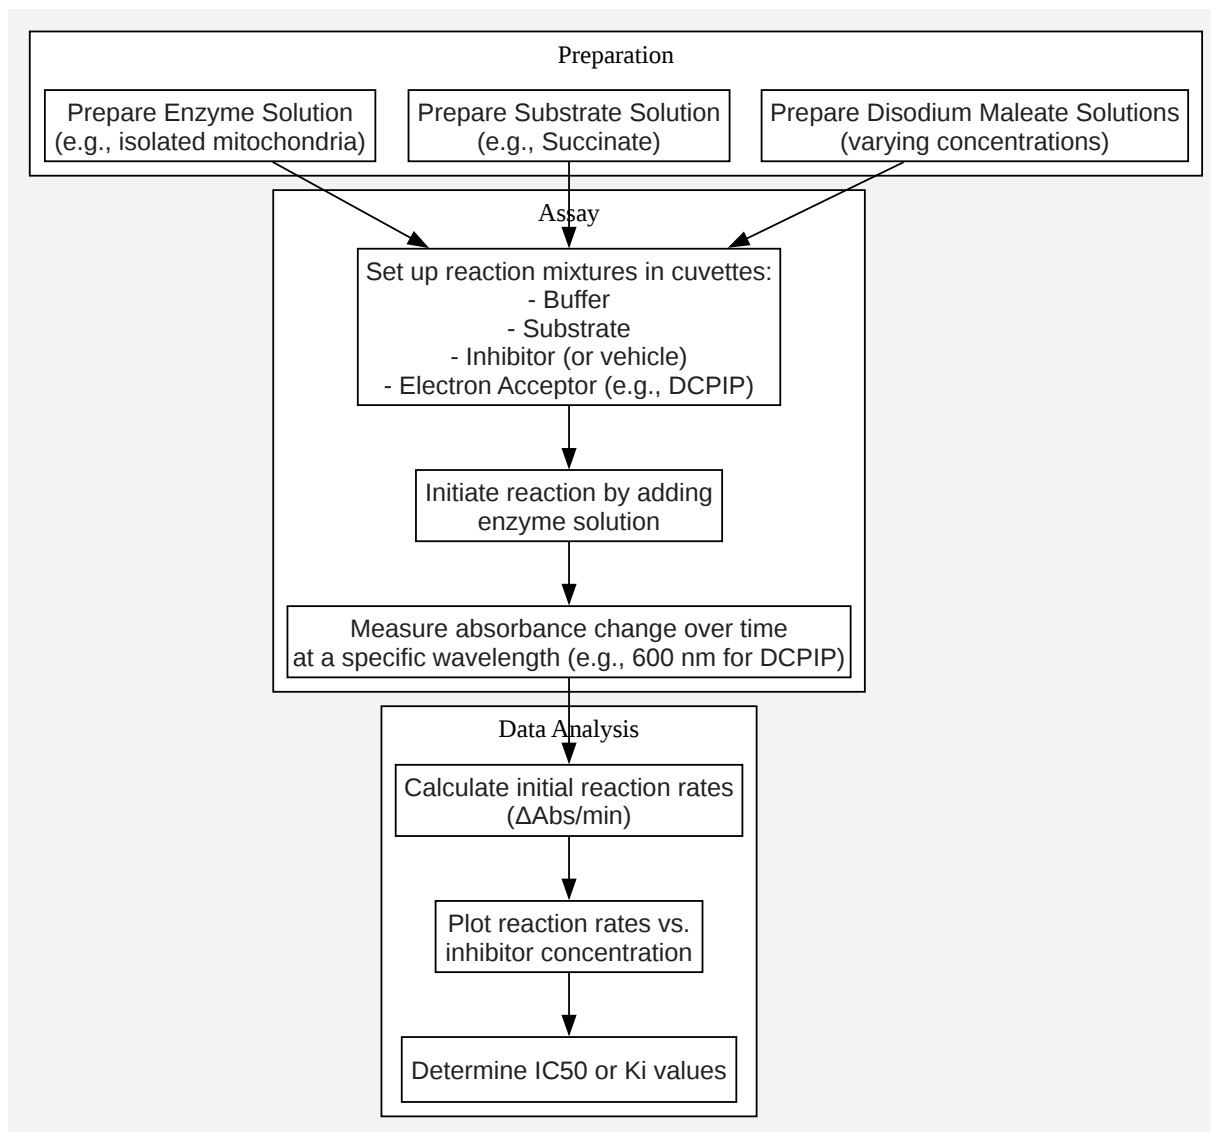 Preparation
Prepare Enzyme Solution
(e.g., isolated mitochondria)
Prepare Substrate Solution
(e.g., Succinate)
Prepare Disodium Maleate Solutions
(varying concentrations)
Assay
Set up reaction mixtures in cuvettes:
- Buffer
- Substrate
- Inhibitor (or vehicle)
- Electron Acceptor (e.g., DCPIP)
Initiate reaction by adding
enzyme solution
Measure absorbance change over time
at a specific wavelength (e.g., 600 nm for DCPIP)
Data Analysis
Calculate initial reaction rates
(ΔAbs/min)
Plot reaction rates vs.
inhibitor concentration
Determine IC50 or Ki values